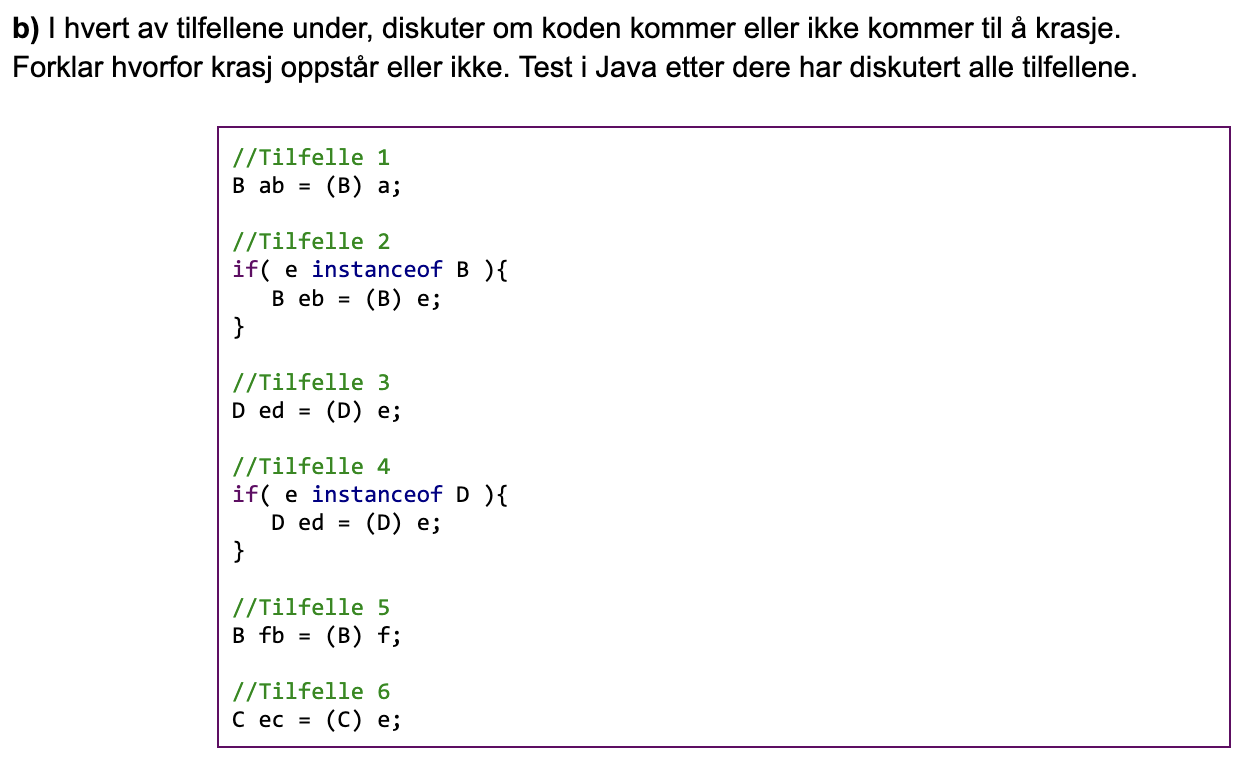 b) I hvert av tilfellene under, diskuter om koden kommer eller ikke kommer til å krasje.
Forklar hvorfor krasj oppstår eller ikke. Test i Java etter dere har diskutert alle tilfellene.
//Tilfelle 1
B ab = (B) a;
//Tilfelle 2
if( e instanceof B ){
   B eb = (B) e;
}
//Tilfelle 3
D ed = (D) e;
//Tilfelle 4
if( e instanceof D ){
   D ed = (D) e;
}
//Tilfelle 5
B fb = (B) f;
//Tilfelle 6
C ec = (C) e;